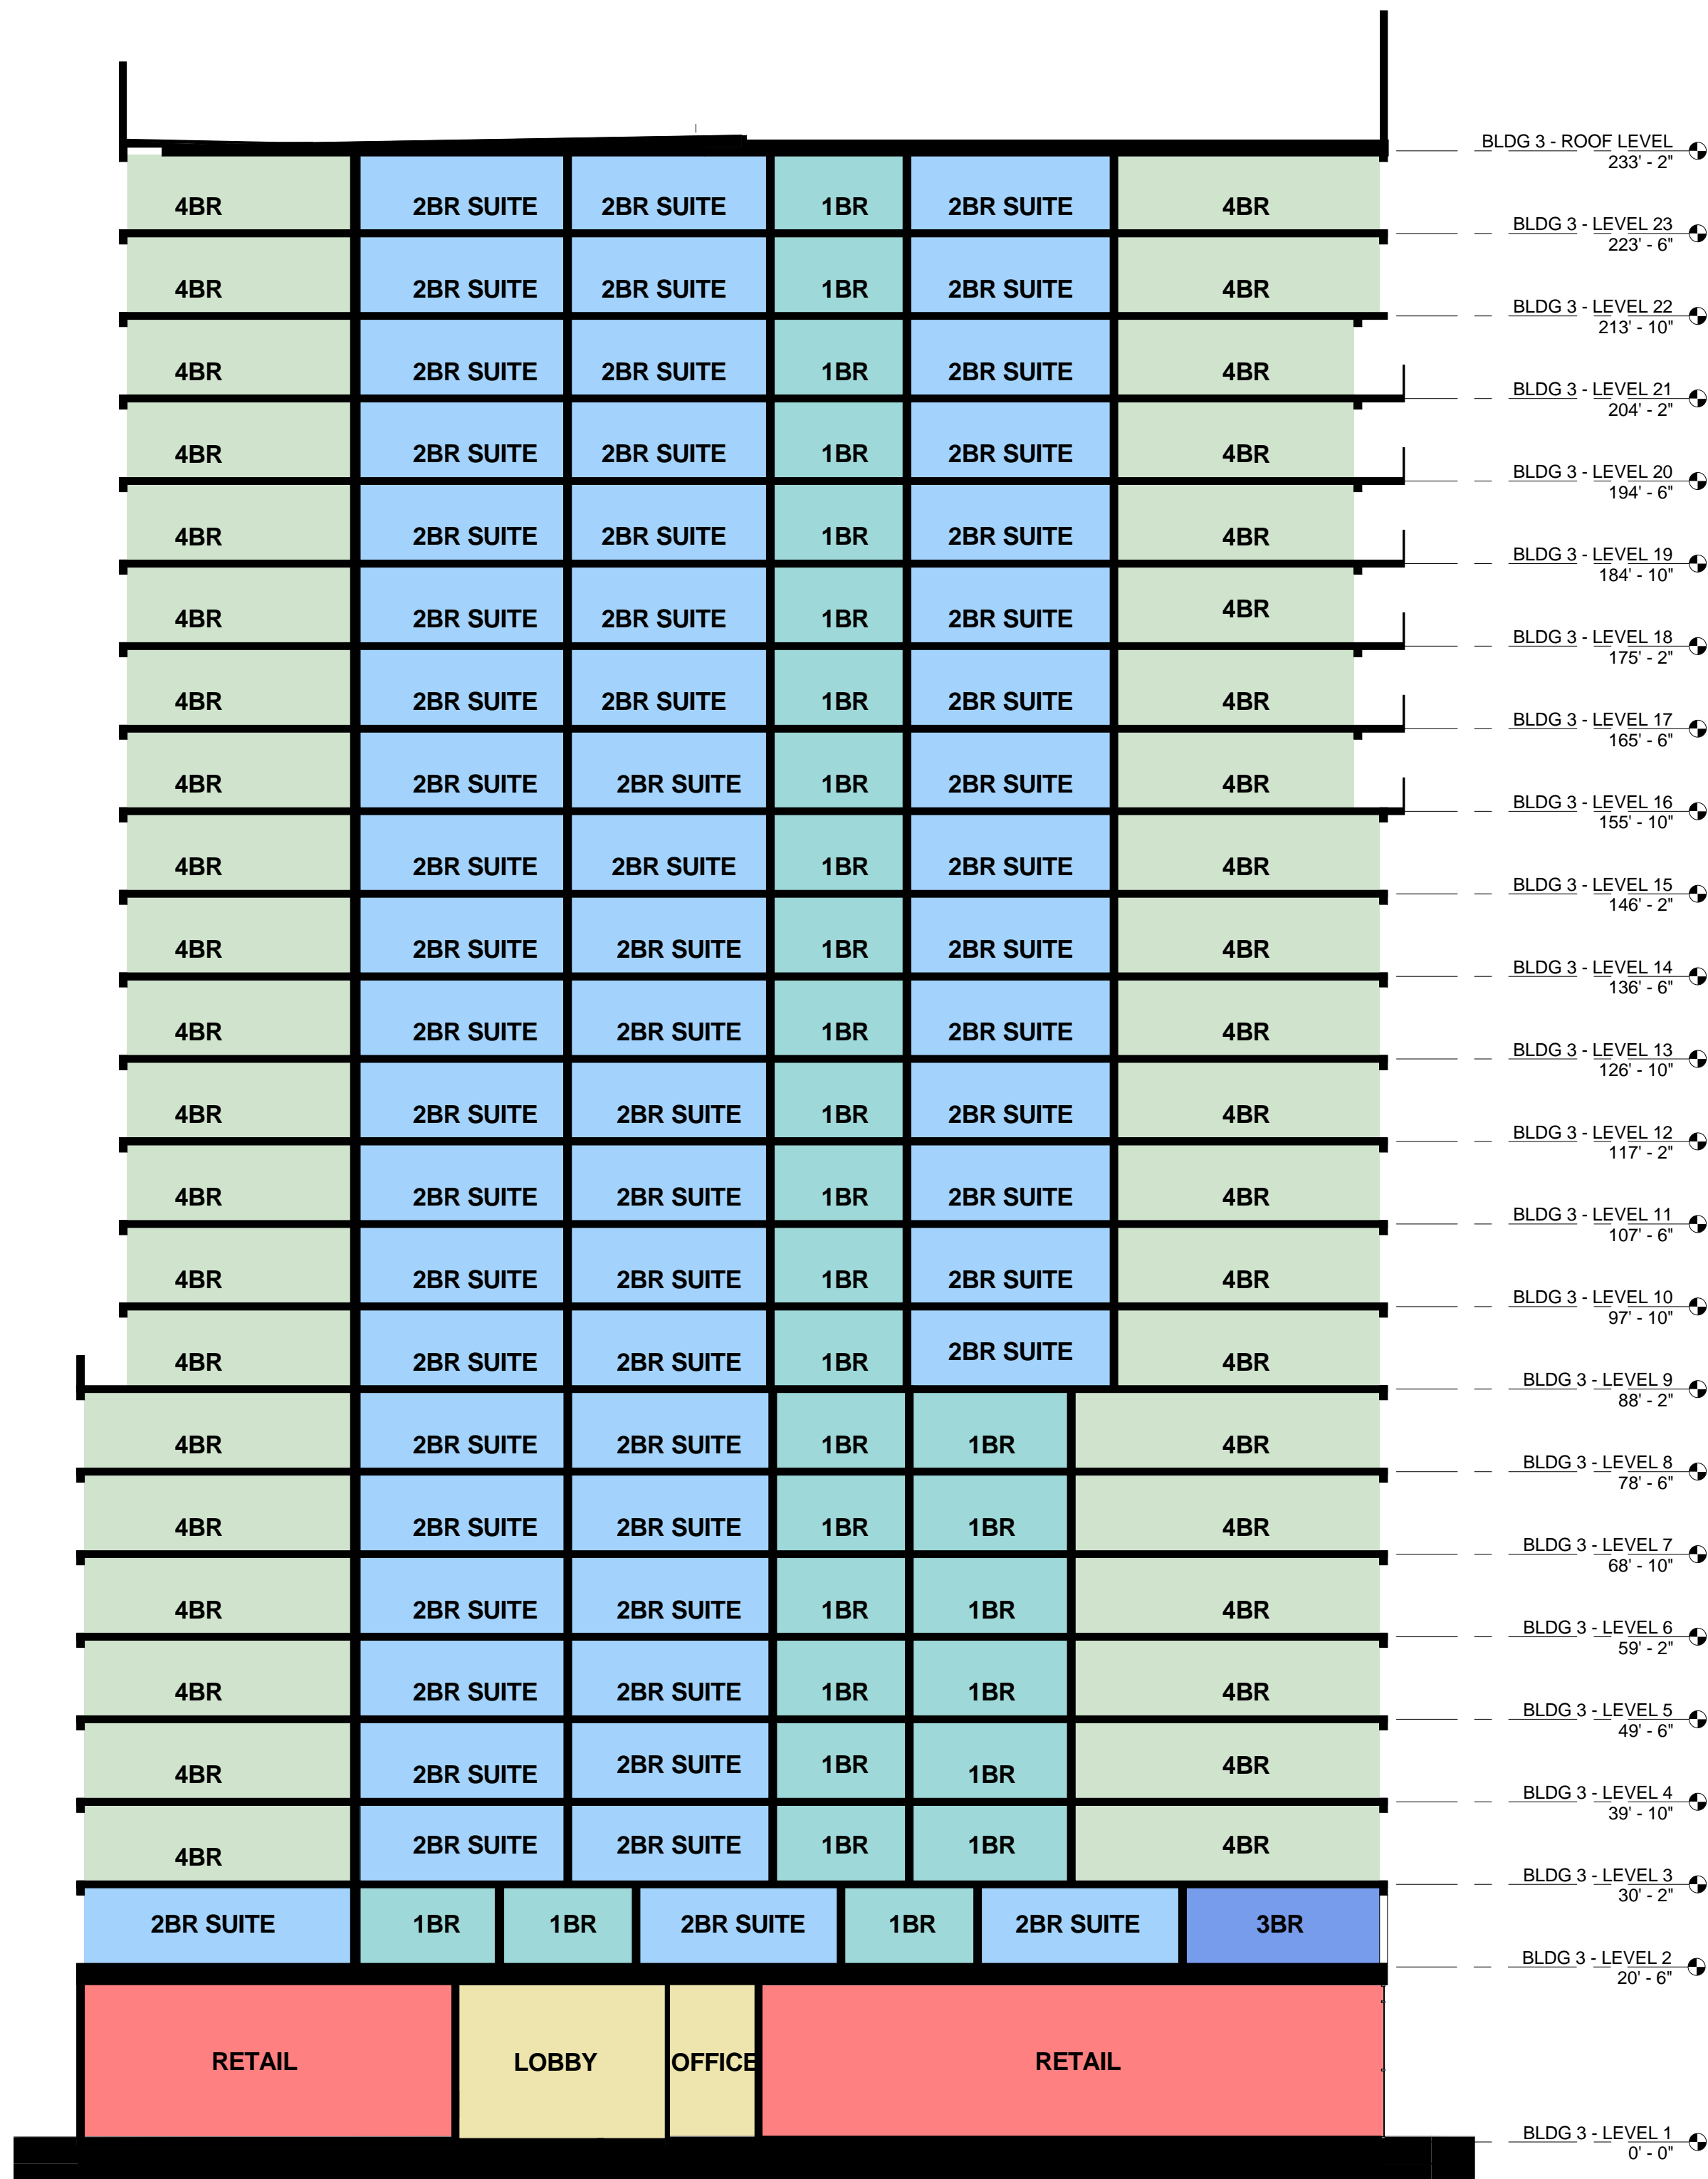 BLDG 3 - ROOF LEVEL
233' - 2"
4BR 2BR SUITE 2BR SUITE 1BR 2BR SUITE 4BR
BLDG 3 - LEVEL 23
223' - 6"
4BR 2BR SUITE 2BR SUITE 1BR 2BR SUITE 4BR
BLDG 3 - LEVEL 22
213' - 10"
4BR 2BR SUITE 2BR SUITE 1BR 2BR SUITE 4BR
BLDG 3 - LEVEL 21
204' - 2"
4BR 2BR SUITE 2BR SUITE 1BR 2BR SUITE 4BR
BLDG 3 - LEVEL 20
194' - 6"
4BR 2BR SUITE 2BR SUITE 1BR 2BR SUITE 4BR
BLDG 3 - LEVEL 19
184' - 10"
4BR 2BR SUITE 2BR SUITE 1BR 2BR SUITE 4BR
BLDG 3 - LEVEL 18
175' - 2"
4BR 2BR SUITE 2BR SUITE 1BR 2BR SUITE 4BR
BLDG 3 - LEVEL 17
165' - 6"
4BR 2BR SUITE 2BR SUITE 1BR 2BR SUITE 4BR
BLDG 3 - LEVEL 16
155' - 10"
4BR 2BR SUITE 2BR SUITE 1BR 2BR SUITE 4BR
BLDG 3 - LEVEL 15
146' - 2"
4BR 2BR SUITE 2BR SUITE 1BR 2BR SUITE 4BR
BLDG 3 - LEVEL 14
136' - 6"
4BR 2BR SUITE 2BR SUITE 1BR 2BR SUITE 4BR
BLDG 3 - LEVEL 13
126' - 10"
4BR 2BR SUITE 2BR SUITE 1BR 2BR SUITE 4BR
BLDG 3 - LEVEL 12
117' - 2"
4BR 2BR SUITE 2BR SUITE 1BR 2BR SUITE 4BR
BLDG 3 - LEVEL 11
107' - 6"
4BR 2BR SUITE 2BR SUITE 1BR 2BR SUITE 4BR
BLDG 3 - LEVEL 10
97' - 10"
4BR 2BR SUITE 2BR SUITE 1BR 2BR SUITE 4BR
BLDG 3 - LEVEL 9
88' - 2"
4BR 2BR SUITE 2BR SUITE 1BR 1BR 4BR
BLDG 3 - LEVEL 8
78' - 6"
4BR 2BR SUITE 2BR SUITE 1BR 1BR 4BR
BLDG 3 - LEVEL 7
68' - 10"
4BR 2BR SUITE 2BR SUITE 1BR 1BR 4BR
BLDG 3 - LEVEL 6
59' - 2"
4BR 2BR SUITE 2BR SUITE 1BR 1BR 4BR
BLDG 3 - LEVEL 5
49' - 6"
4BR 2BR SUITE 2BR SUITE 1BR 1BR 4BR
BLDG 3 - LEVEL 4
39' - 10"
4BR 2BR SUITE 2BR SUITE 1BR 1BR 4BR
BLDG 3 - LEVEL 3
30' - 2"
2BR SUITE 1BR 1BR 2BR SUITE 1BR 2BR SUITE 3BR
BLDG 3 - LEVEL 2
20' - 6"
RETAIL LOBBY OFFICE RETAIL
BLDG 3 - LEVEL 1
0' - 0"